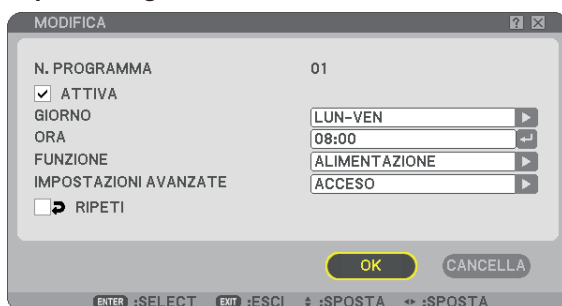 MODIFICA
N. PROGRAMMA 01
ATTIVA
GIORNO LUN-VEN
ORA 08:00
FUNZIONE ALIMENTAZIONE
IMPOSTAZIONI AVANZATE ACCESO
RIPETI
OK CANCELLA
ENTER :SELECT EXIT :ESCI :SPOSTA :SPOSTA